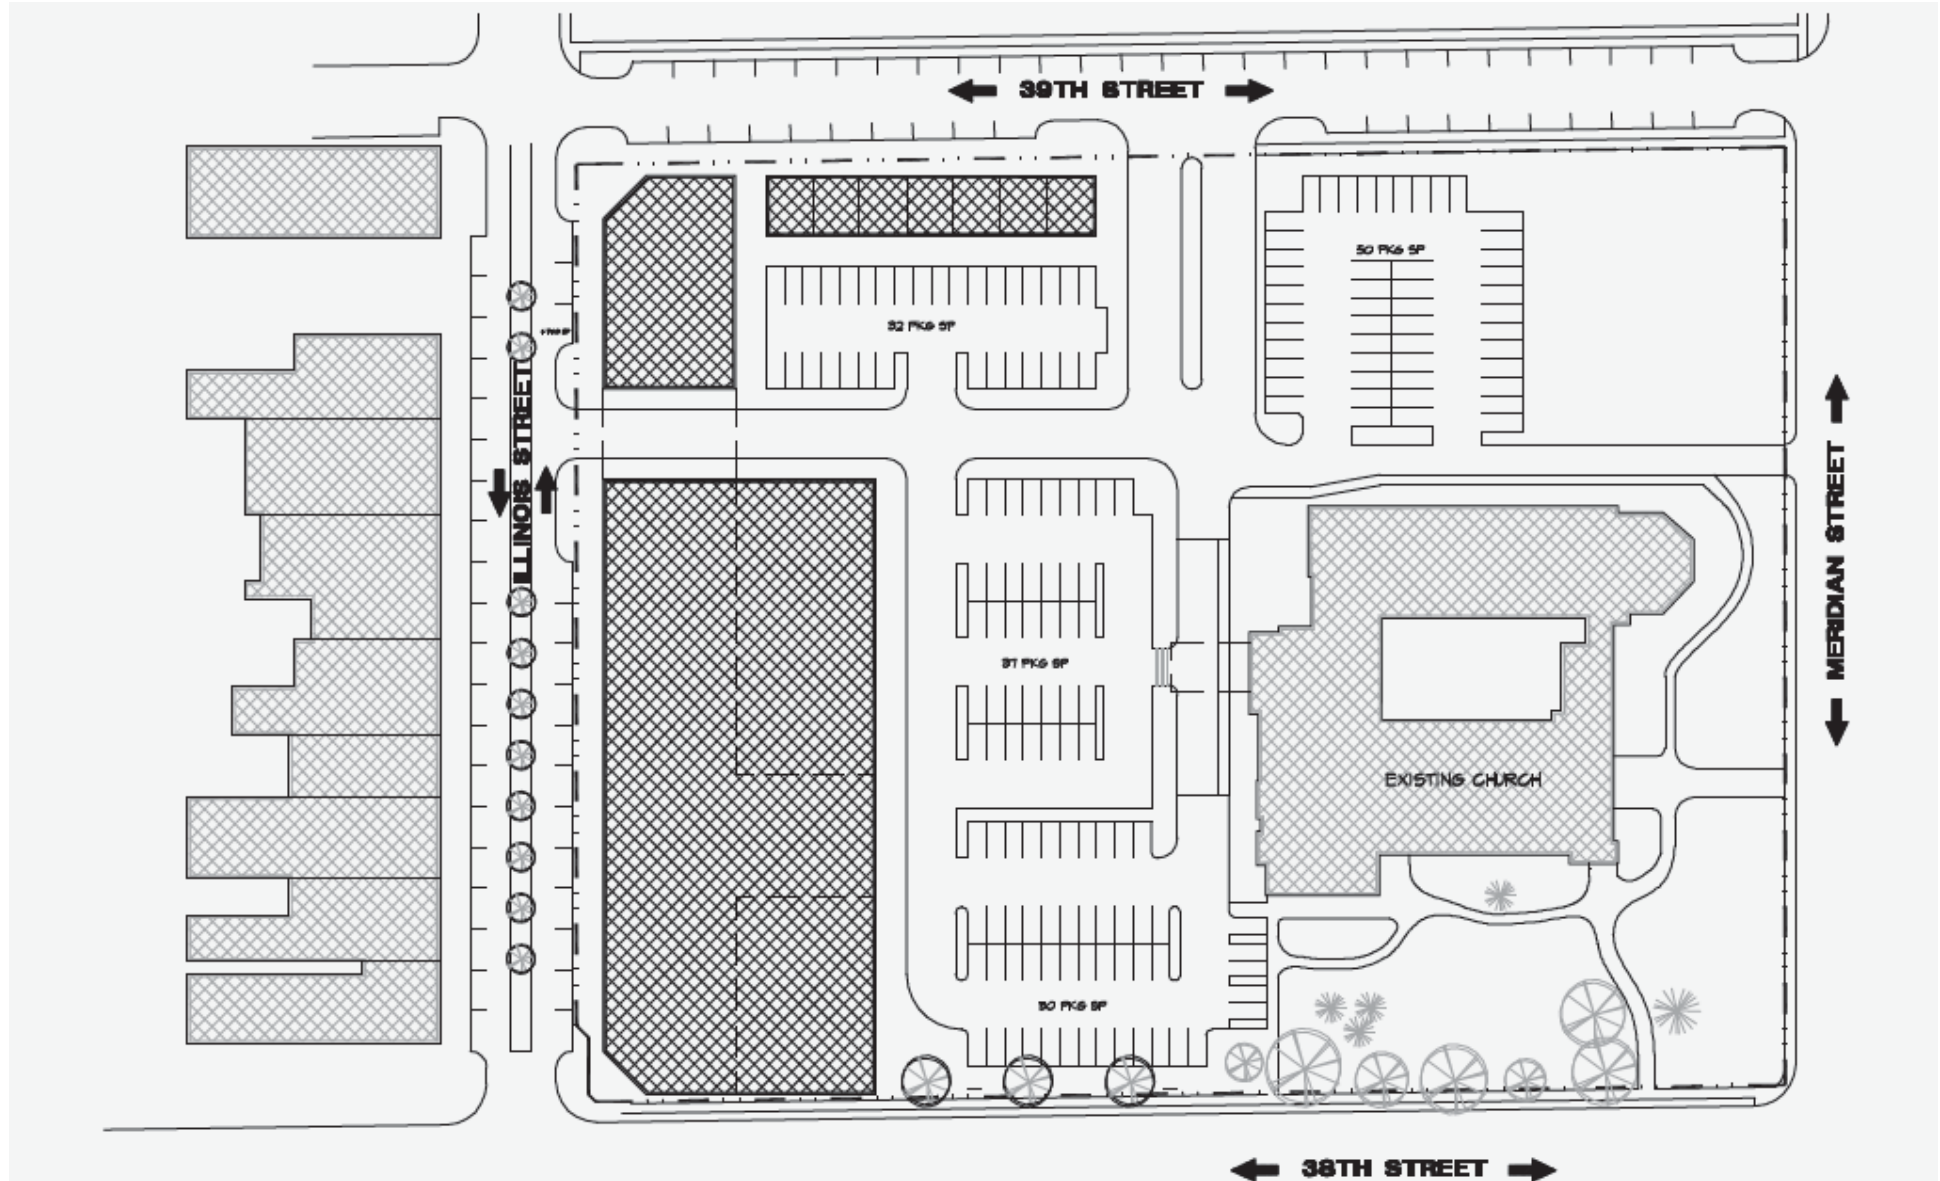 39TH STREET
50 PKG SP
32 PKG SP
ILLINOIS STREET
MERIDIAN STREET
37 PKG SP
EXISTING CHURCH
50 PKG SP
38TH STREET